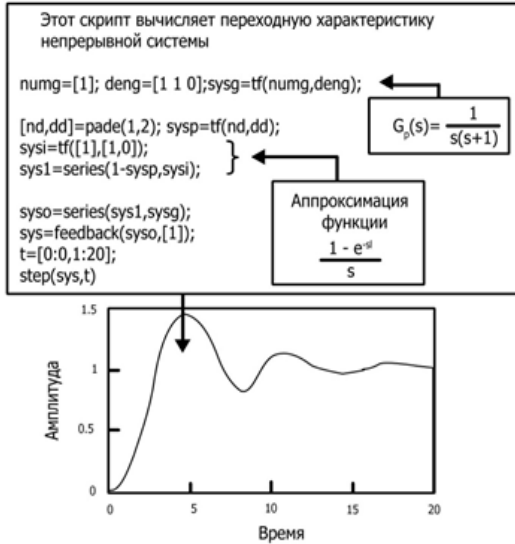 Этот скрипт вычисляет переходную характеристику
непрерывной системы
numg=[1]; deng=[1 1 0];sysg=tf(numg,deng);
G_p(s)= 1
s(s+1)
[nd,dd]=pade(1,2); sysp=tf(nd,dd);
sysi=tf([1],[1,0]);
sys1=series(1-sysp,sysi);
Аппроксимация
функции
1 - e^-sl
s
syso=series(sys1,sysg);
sys=feedback(syso,[1]);
t=[0:0,1:20];
step(sys,t)
1.5
1
0.5
0
Амплитуда
0 5 10 15 20
Время